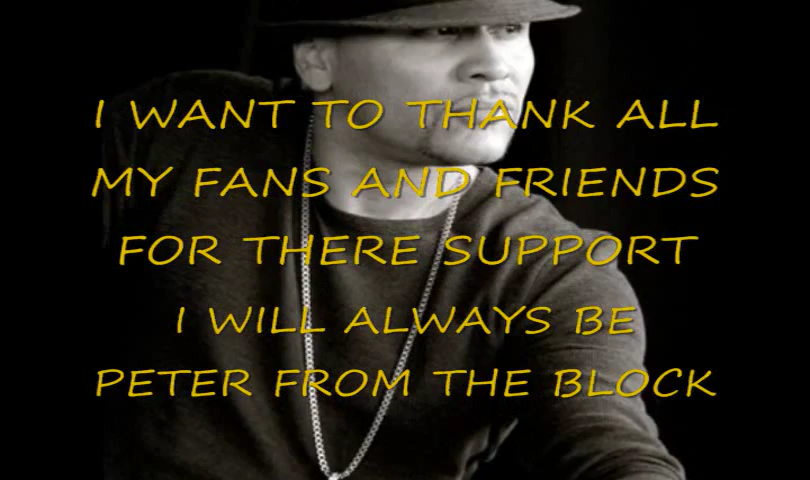 I WANT TO THANK ALL
MY FANS AND FRIENDS
FOR THERE SUPPORT
I WILL ALWAYS BE
PETER FROM THE BLOCK